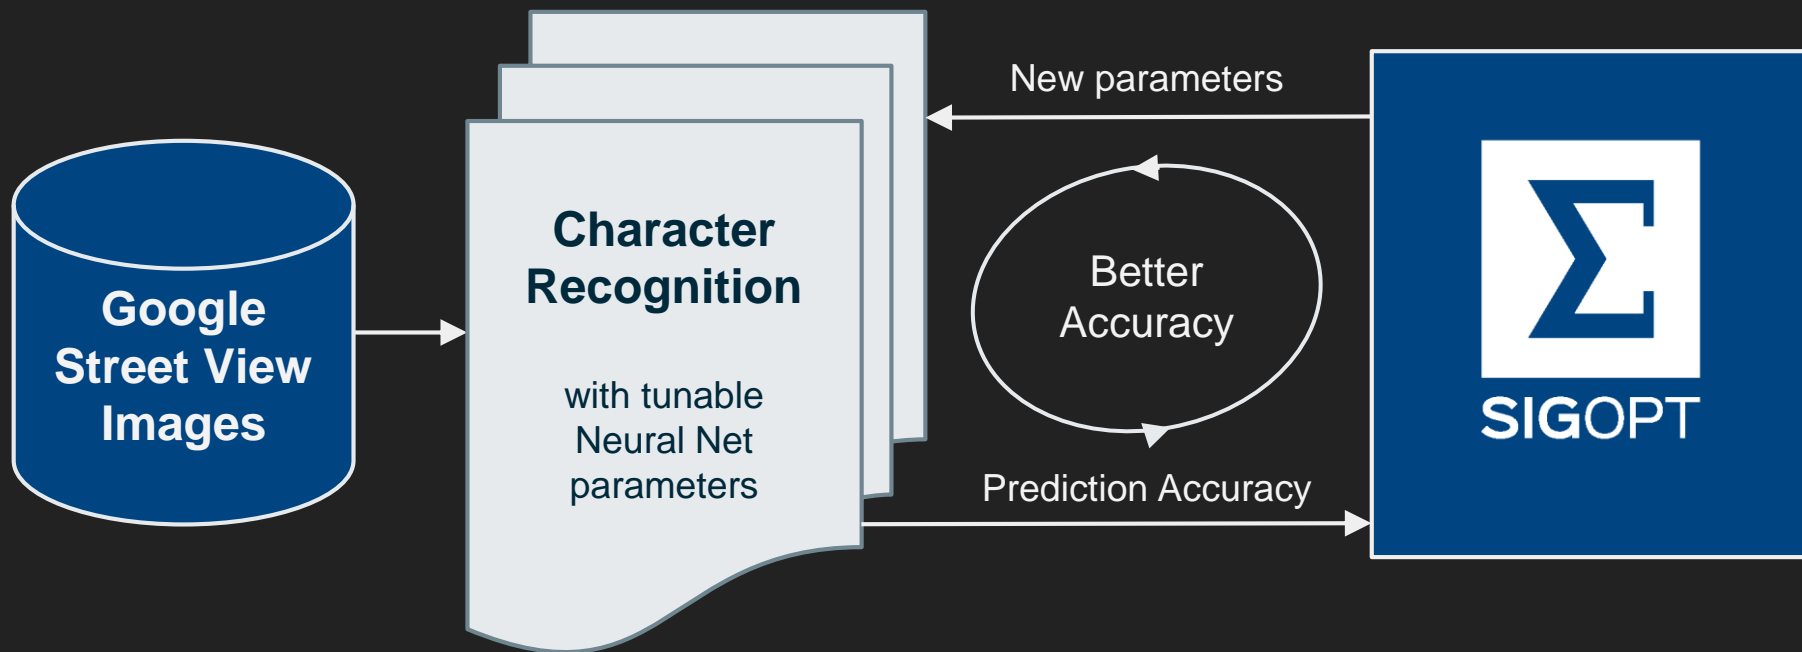 Google
Street View
Images
Character
Recognition
with tunable
Neural Net
parameters
New parameters
Better
Accuracy
Prediction Accuracy
Σ
SIGOPT